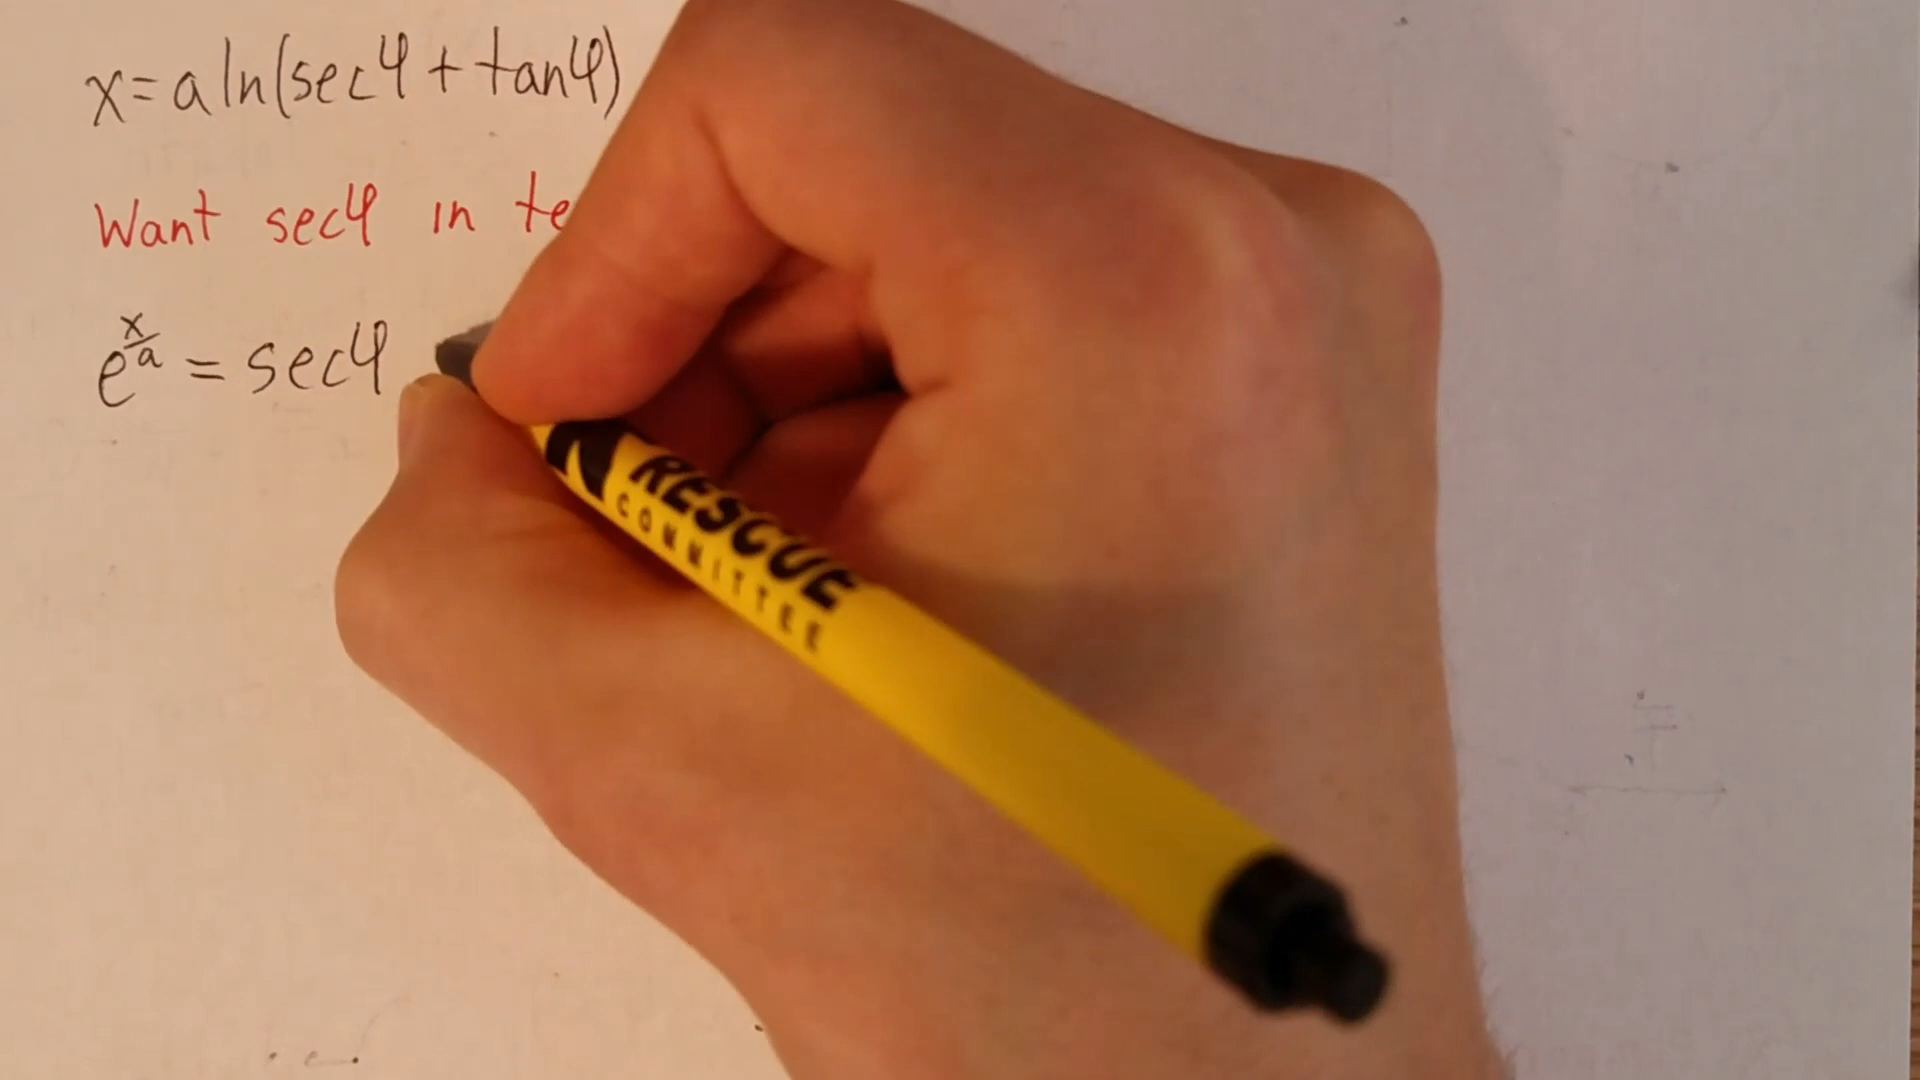 x = a ln(secφ + tanφ)
Want secφ in te
e^{x/a} = secφ
RESCUE
COMMITTEE